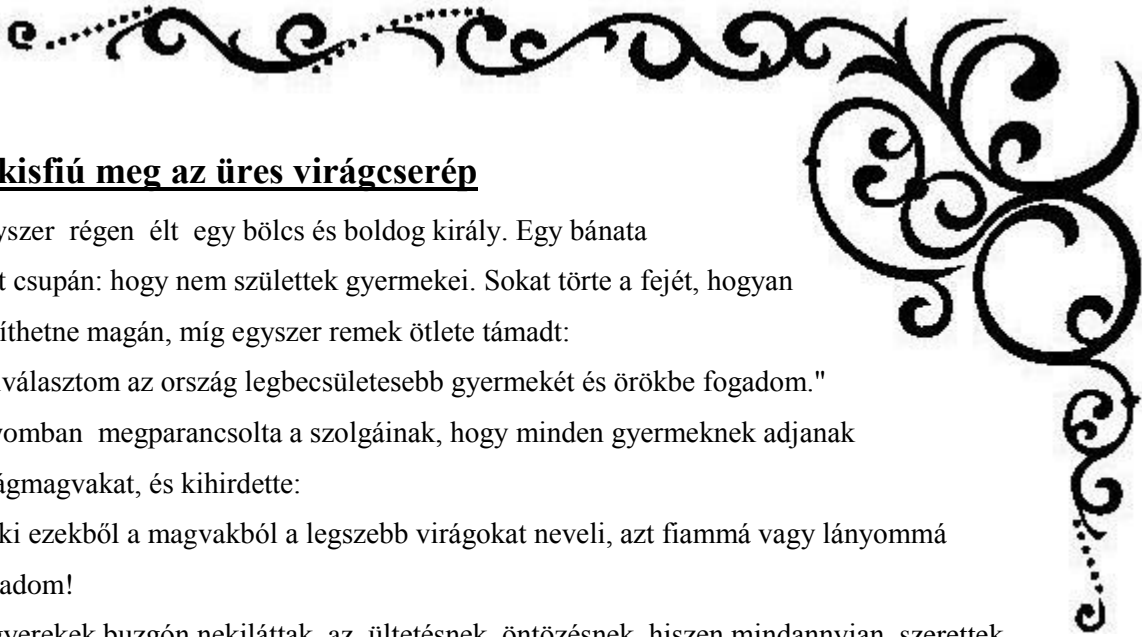 kisfiú meg az üres virágcserép
yszer régen élt egy bölcs és boldog király. Egy bánata
t csupán: hogy nem születtek gyermekei. Sokat törte a fejét, hogyan
íthetne magán, míg egyszer remek ötlete támadt:
választom az ország legbecsületesebb gyermekét és örökbe fogadom."
yomban megparancsolta a szolgáinak, hogy minden gyermeknek adjanak
ágmagvakat, és kihirdette:
ki ezekből a magvakból a legszebb virágokat neveli, azt fiammá vagy lányommá
adom!
gyerekek buzgón nekiláttak az ültetésnek, öntözésnek, hiszen mindannyian szerettek